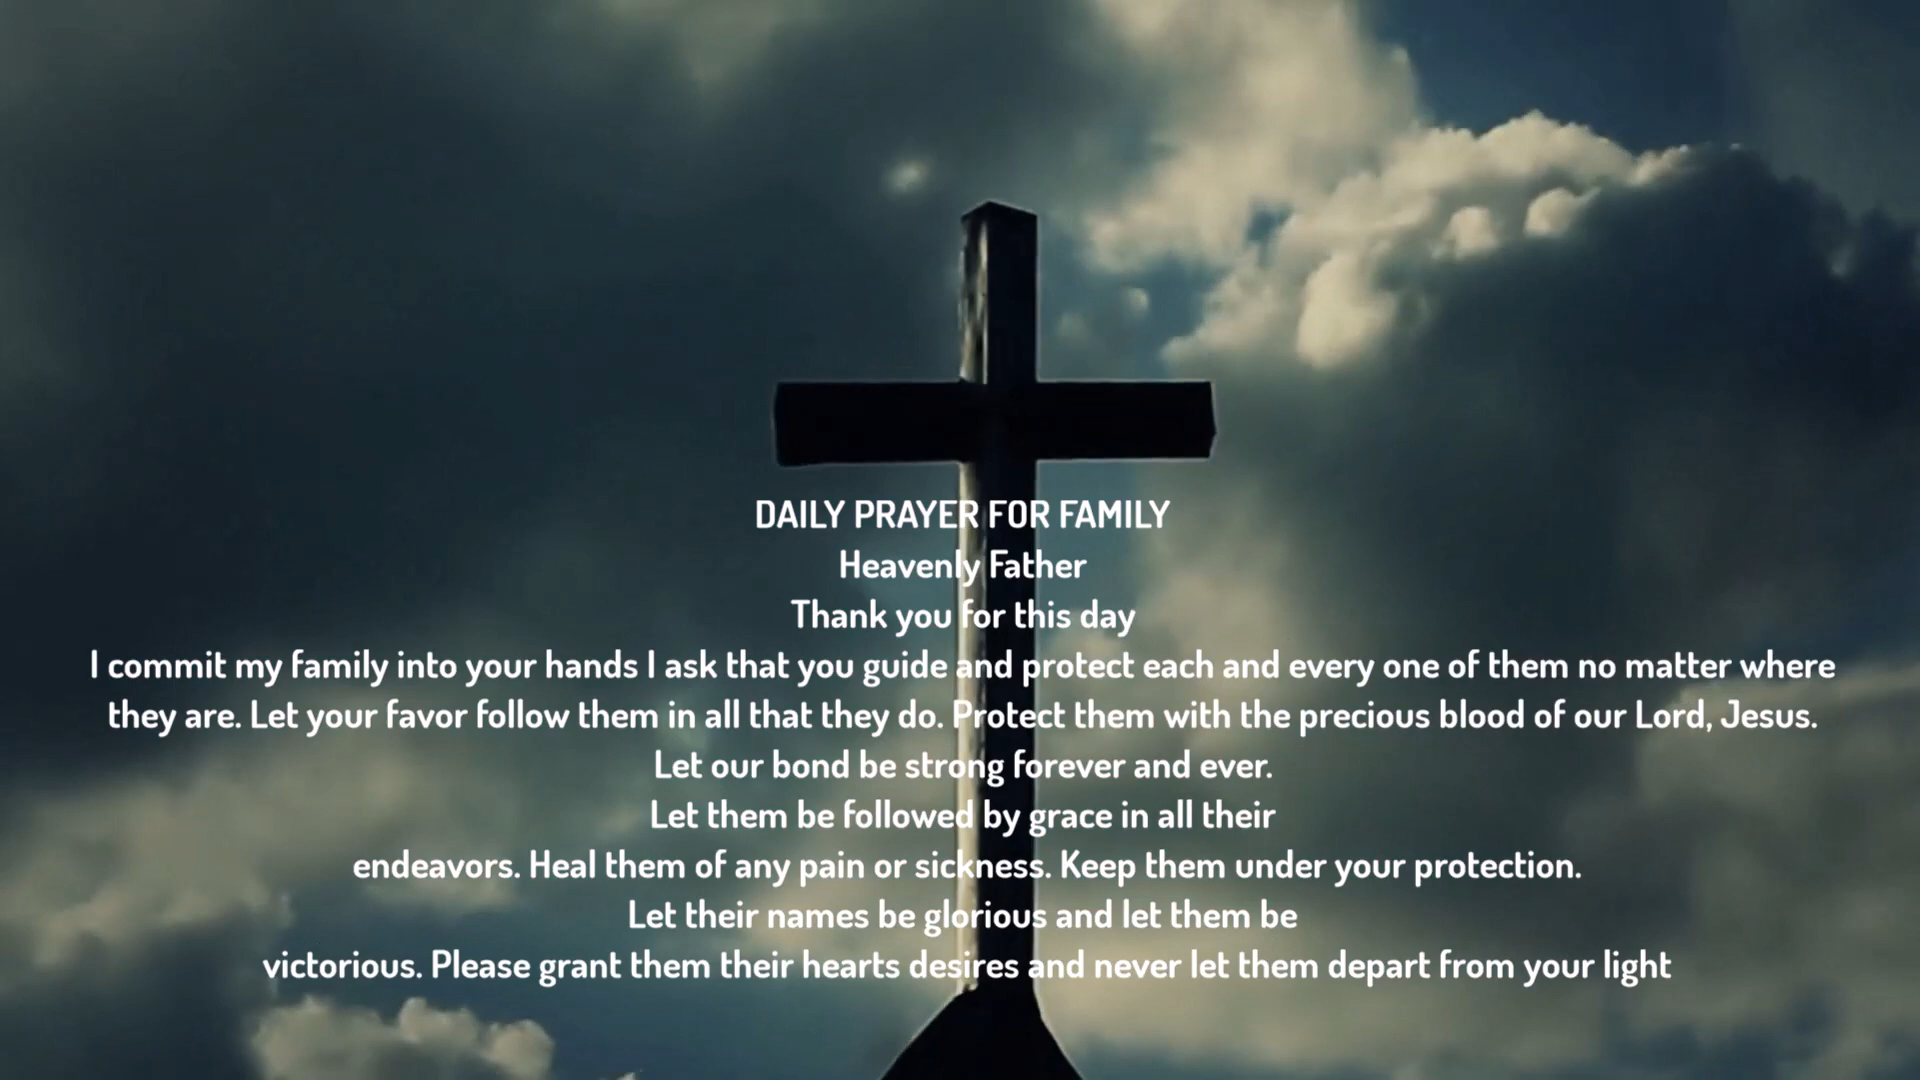 DAILY PRAYER FOR FAMILY
Heavenly Father
Thank you for this day
I commit my family into your hands I ask that you guide and protect each and every one of them no matter where
they are. Let your favor follow them in all that they do. Protect them with the precious blood of our Lord, Jesus.
Let our bond be strong forever and ever.
Let them be followed by grace in all their
endeavors. Heal them of any pain or sickness. Keep them under your protection.
Let their names be glorious and let them be
victorious. Please grant them their hearts desires and never let them depart from your light